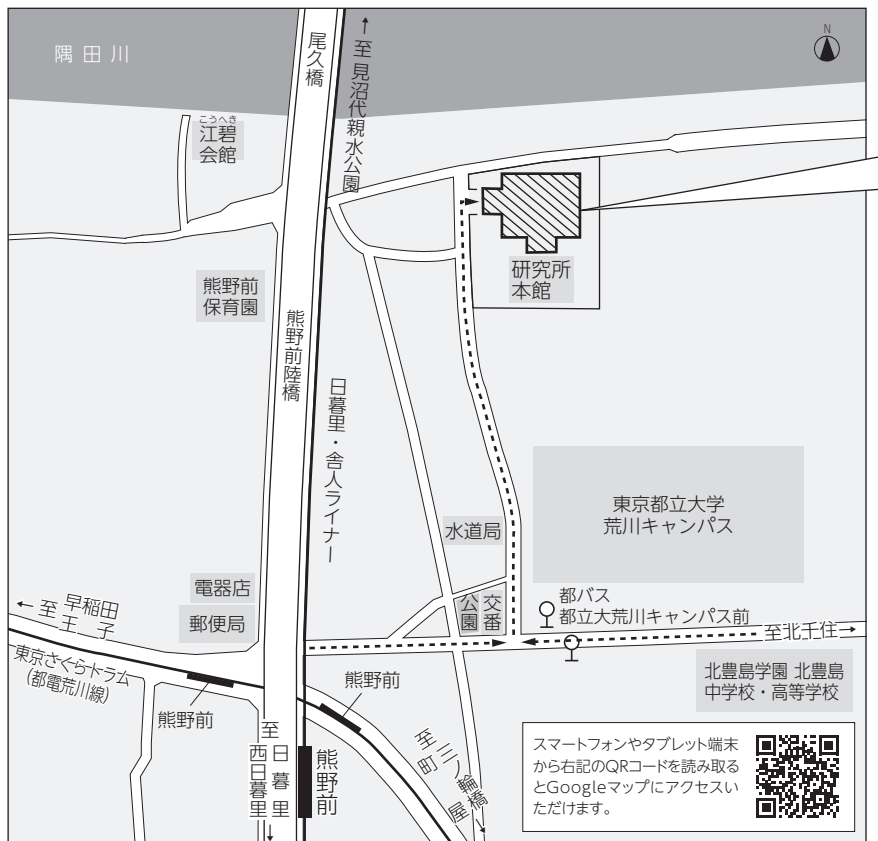 隅田川
尾久橋
↑至見沼代親水公園
N
こうへき
江碧
会館
研究所
本館
熊野前
保育園
熊野前陸橋
日暮里・舎人ライナー
東京都立大学
荒川キャンパス
水道局
電器店
郵便局
公園
交番
都バス
都立大荒川キャンパス前
至北千住→
←至
早稲田
王子
東京さくらトラム
(都電荒川線)
熊野前
熊野前
北豊島学園 北豊島
中学校・高等学校
至
日暮里
西日暮里
↓
熊野前
至
三ノ輪橋
町屋
スマートフォンやタブレット端末
から右記のQRコードを読み取る
とGoogleマップにアクセスい
ただけます。